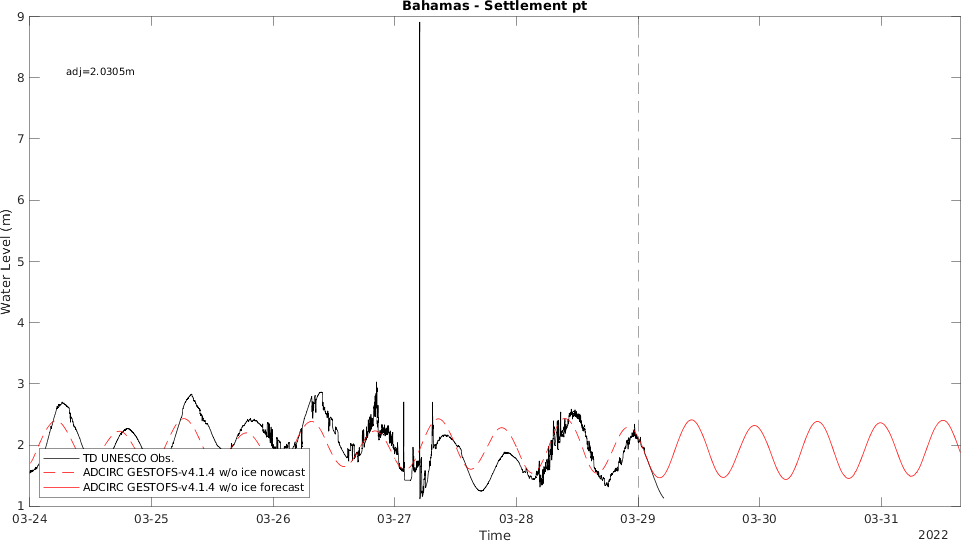 Bahamas - Settlement pt
9
adj=2.0305m
8
7
6
5
4
3
2
1
Water Level (m)
TD UNESCO Obs.
ADCIRC GESTOFS-v4.1.4 w/o ice nowcast
ADCIRC GESTOFS-v4.1.4 w/o ice forecast
03-24 03-25 03-26 03-27 03-28 03-29 03-30 03-31
Time
2022